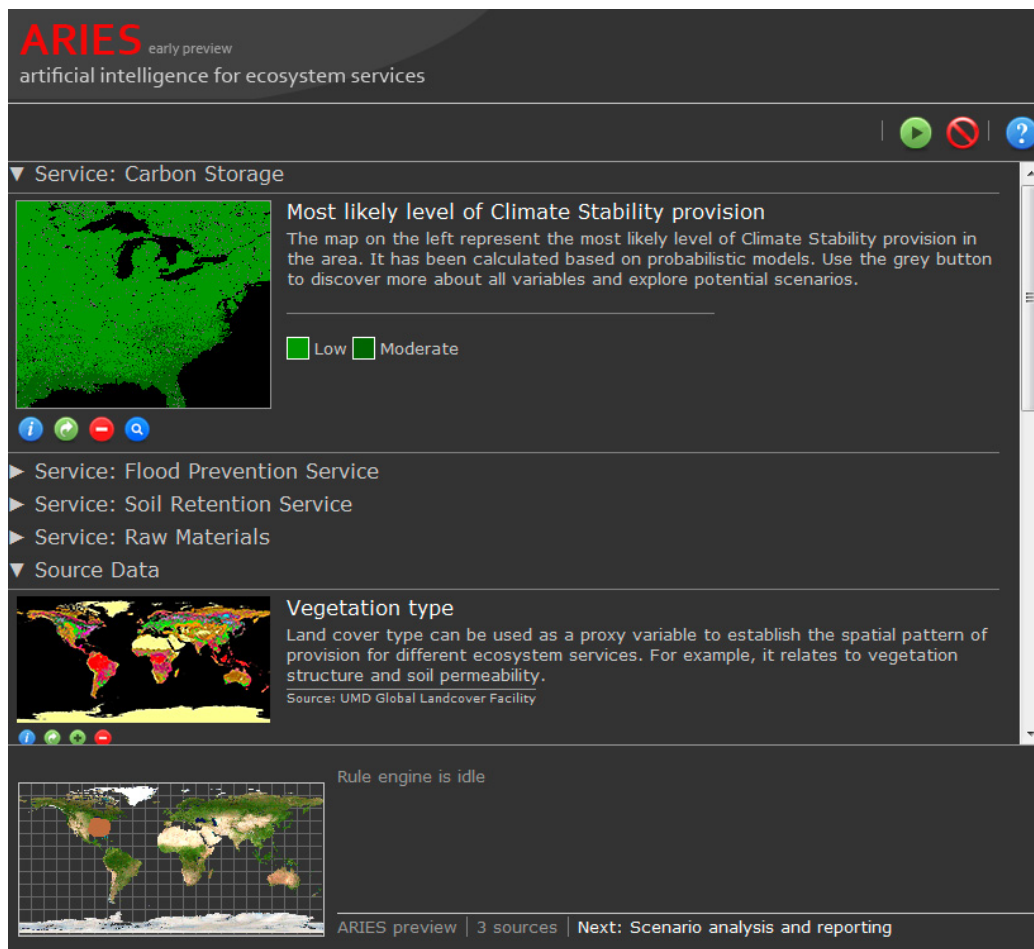 ARIES early preview
artificial intelligence for ecosystem services
▼ Service: Carbon Storage
Most likely level of Climate Stability provision
The map on the left represent the most likely level of Climate Stability provision in
the area. It has been calculated based on probabilistic models. Use the grey button
to discover more about all variables and explore potential scenarios.
Low Moderate
► Service: Flood Prevention Service
► Service: Soil Retention Service
► Service: Raw Materials
▼ Source Data
Vegetation type
Land cover type can be used as a proxy variable to establish the spatial pattern of
provision for different ecosystem services. For example, it relates to vegetation
structure and soil permeability.
Source: UMD Global Landcover Facility
Rule engine is idle
ARIES preview | 3 sources | Next: Scenario analysis and reporting